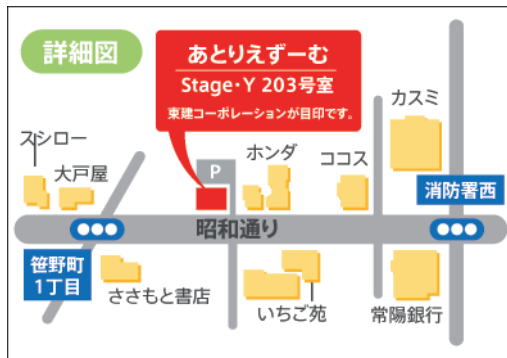 詳細図
あとりえずーむ
Stage・Y 203号室
東建コーポレーションが目印です。
カスミ
スシロー
大戸屋
P
ホンダ
ココス
消防署西
昭和通り
笹野町
1丁目
ささもと書店
いちご苑
常陽銀行